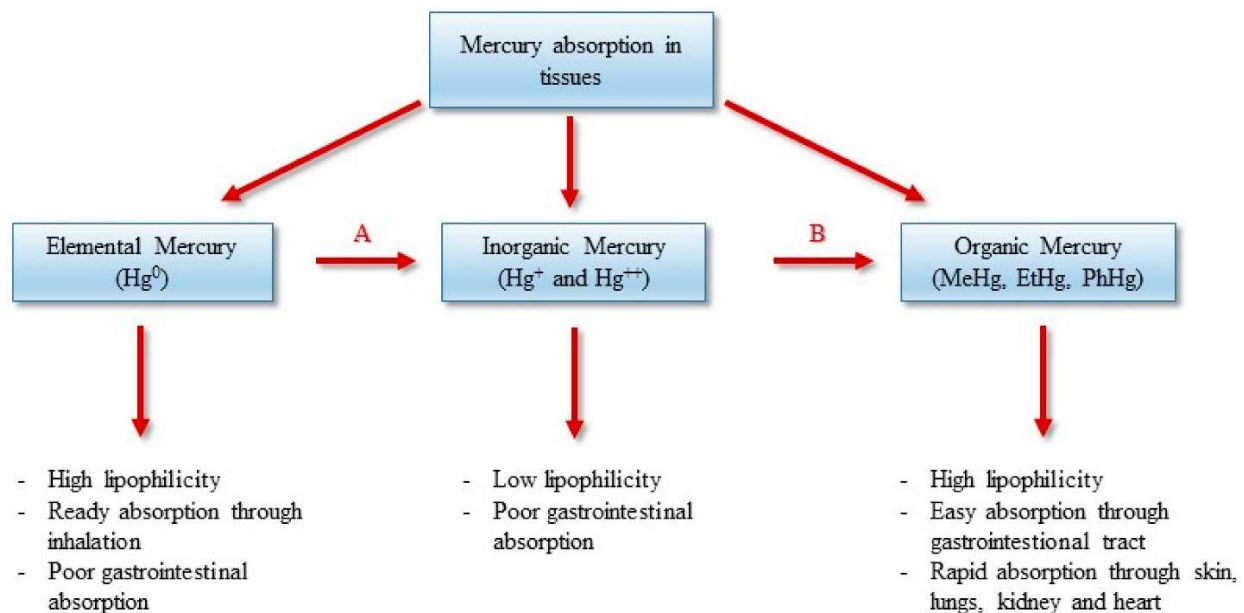 Mercury absorption in
tissues
A
B
Elemental Mercury
(Hg⁰)
Inorganic Mercury
(Hg⁺ and Hg⁺⁺)
Organic Mercury
(MeHg, EtHg, PhHg)
- High lipophilicity
- Ready absorption through
inhalation
- Poor gastrointestinal
absorption
- Low lipophilicity
- Poor gastrointestinal
absorption
- High lipophilicity
- Easy absorption through
gastrointestional tract
- Rapid absorption through skin,
lungs, kidney and heart